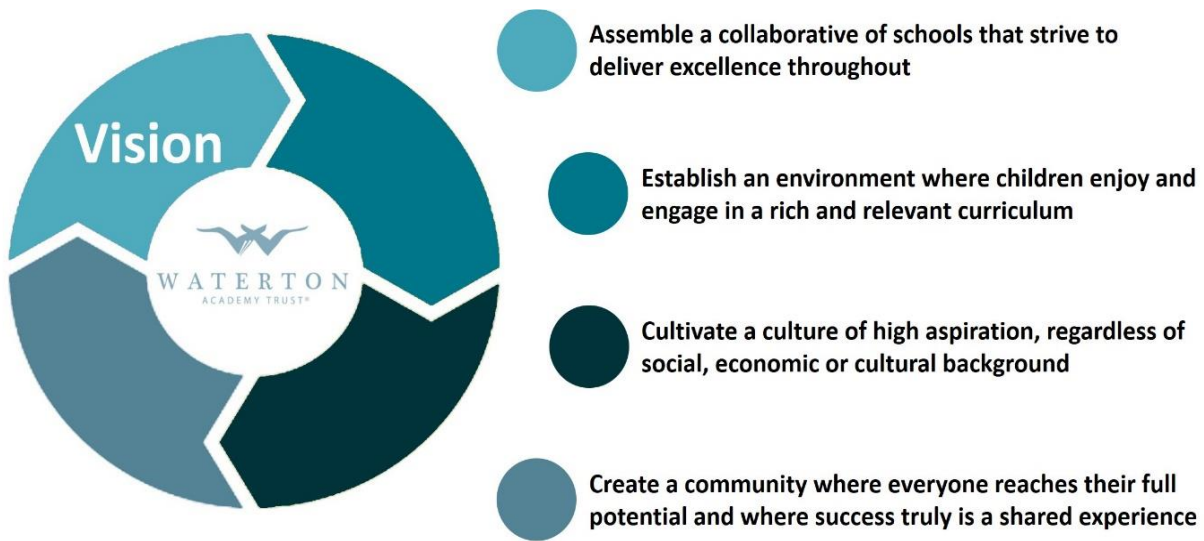 Vision
WATERTON
ACADEMY TRUST®
Assemble a collaborative of schools that strive to
deliver excellence throughout
Establish an environment where children enjoy and
engage in a rich and relevant curriculum
Cultivate a culture of high aspiration, regardless of
social, economic or cultural background
Create a community where everyone reaches their full
potential and where success truly is a shared experience